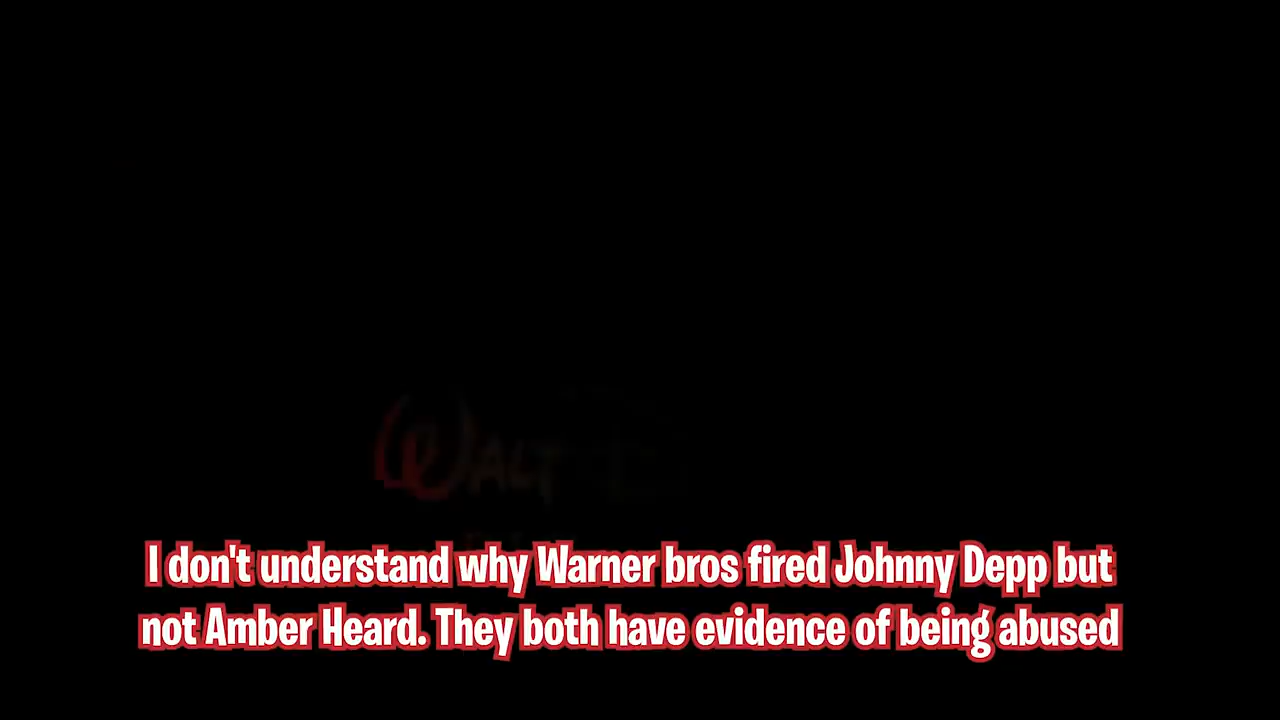 WALT
I don't understand why Warner bros fired Johnny Depp but
not Amber Heard. They both have evidence of being abused